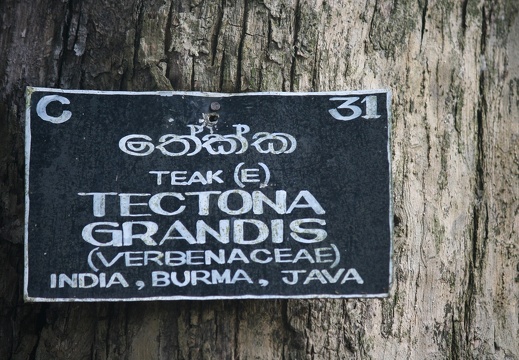 C 31
තේක්ක
TEAK (E)
TECTONA
GRANDIS
(VERBENACEAE)
INDIA, BURMA, JAVA